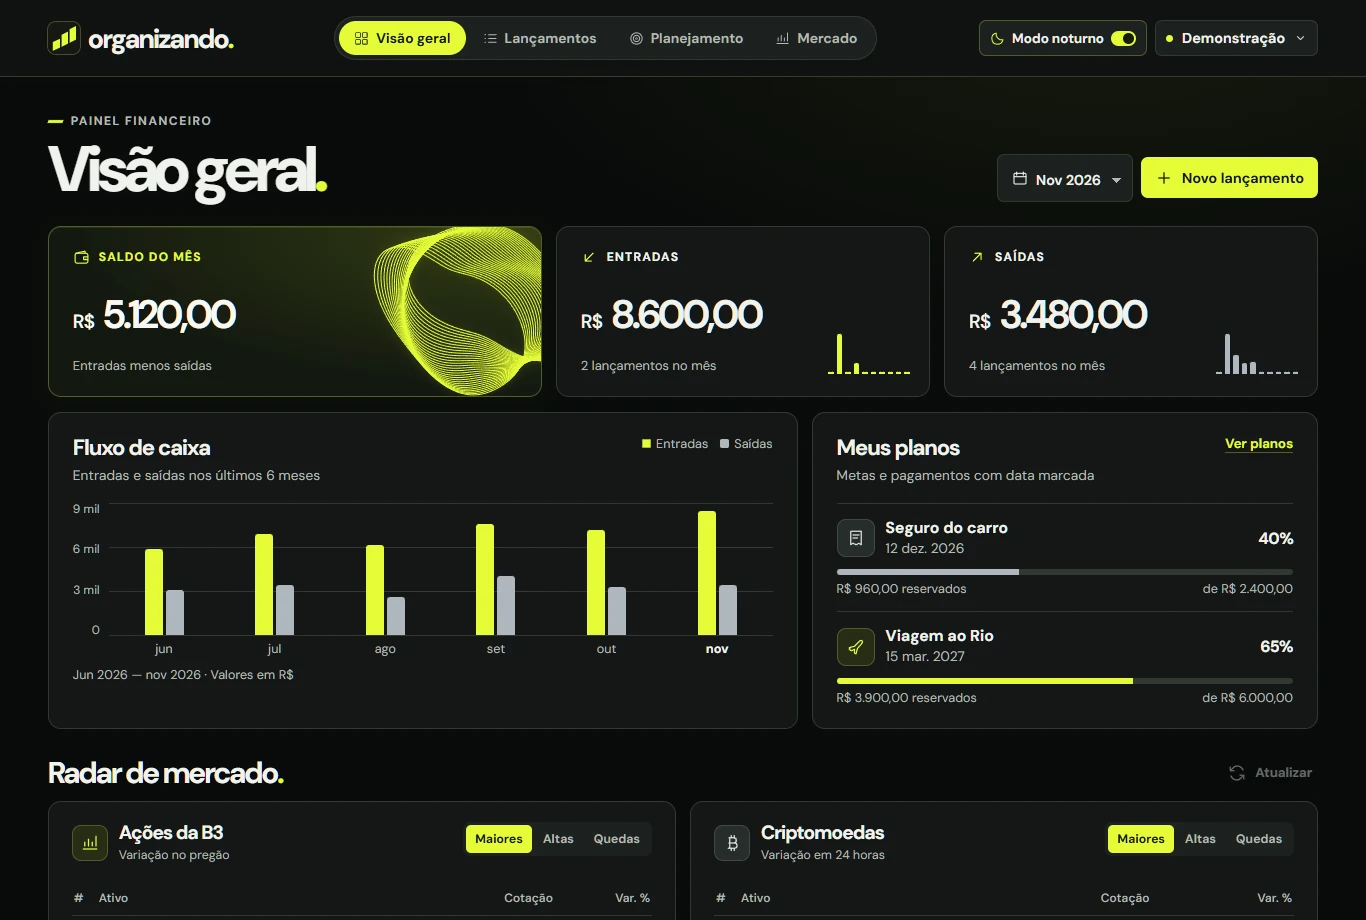 organizando.
Visão geral
Lançamentos
Planejamento
Mercado
Modo noturno
Demonstração
PAINEL FINANCEIRO
Visão geral.
Nov 2026
+ Novo lançamento
SALDO DO MÊS
R$ 5.120,00
Entradas menos saídas
ENTRADAS
R$ 8.600,00
2 lançamentos no mês
SAÍDAS
R$ 3.480,00
4 lançamentos no mês
Fluxo de caixa
Entradas e saídas nos últimos 6 meses
Entradas
Saídas
9 mil
6 mil
3 mil
0
jun
jul
ago
set
out
nov
Jun 2026 — nov 2026 · Valores em R$
Meus planos
Metas e pagamentos com data marcada
Ver planos
Seguro do carro
12 dez. 2026
40%
R$ 960,00 reservados
de R$ 2.400,00
Viagem ao Rio
15 mar. 2027
65%
R$ 3.900,00 reservados
de R$ 6.000,00
Radar de mercado.
Atualizar
Ações da B3
Variação no pregão
Maiores
Altas
Quedas
# Ativo
Cotação
Var. %
Criptomoedas
Variação em 24 horas
Maiores
Altas
Quedas
# Ativo
Cotação
Var. %